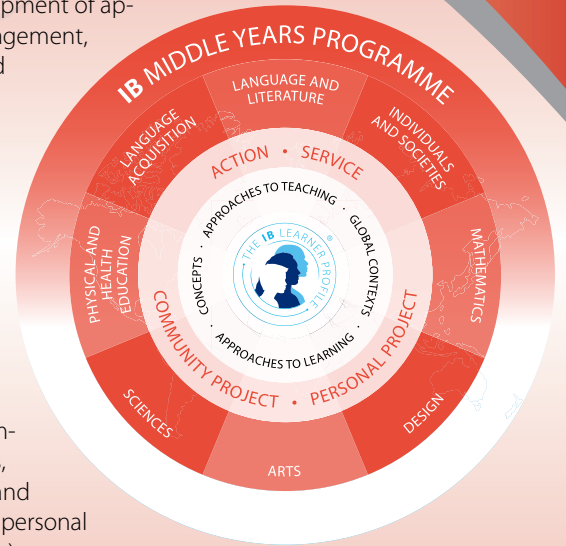 pment of ap-
agement,
IB MIDDLE YEARS PROGRAMME
LANGUAGE AND
LITERATURE
INDIVIDUALS
AND SOCIETIES
MATHEMATICS
DESIGN
ARTS
SCIENCES
PHYSICAL AND
HEALTH
EDUCATION
LANGUAGE
ACQUISITION
ACTION • SERVICE
PERSONAL PROJECT
•
COMMUNITY PROJECT
APPROACHES TO TEACHING ·
GLOBAL CONTEXTS ·
APPROACHES TO LEARNING ·
CONCEPTS ·
· THE IB LEARNER PROFILE ·
®
n-
and
personal